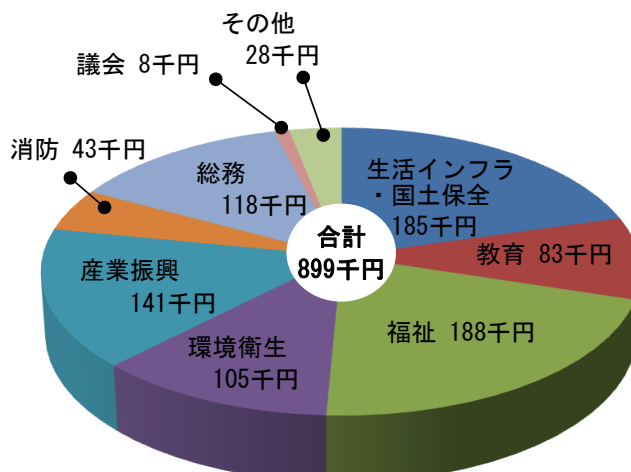 その他
28千円
議会 8千円
消防 43千円
総務
118千円
生活インフラ
・国土保全
185千円
合計
899千円
教育 83千円
産業振興
141千円
福祉 188千円
環境衛生
105千円